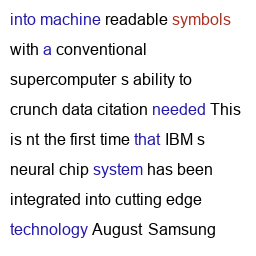 into machine readable symbols
with a conventional
supercomputer s ability to
crunch data citation needed This
is nt the first time that IBM s
neural chip system has been
integrated into cutting edge
technology August Samsung